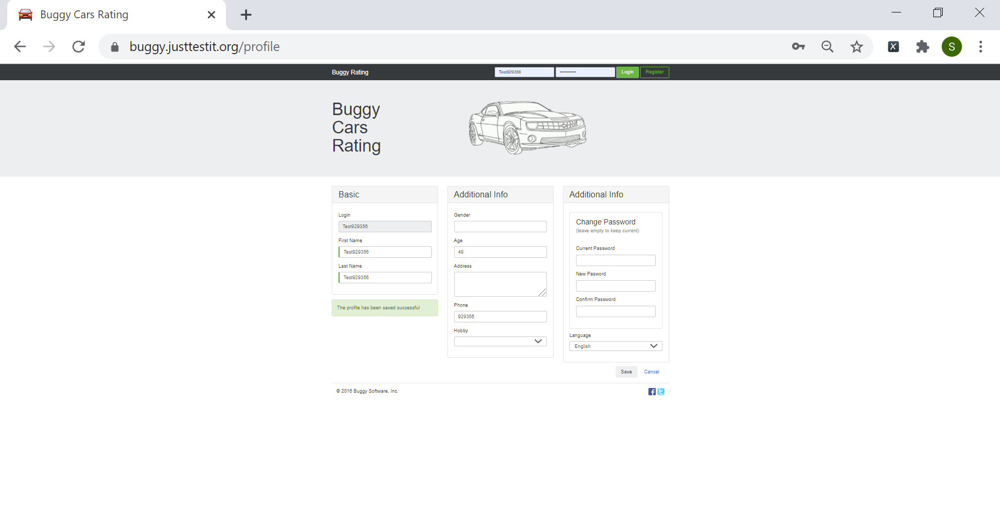 Buggy Cars Rating
buggy.justtestit.org/profile
S
Buggy Rating
Test929356
Login
Register
Buggy
Cars
Rating
Basic
Login
Test929356
First Name
Test929356
Last Name
Test929356
The profile has been saved successful
Additional Info
Gender
Age
49
Address
Phone
929356
Hobby
Additional Info
Change Password
(leave empty to keep current)
Current Password
New Pasword
Confirm Password
Language
English
Save
Cancel
© 2016 Buggy Software, Inc.